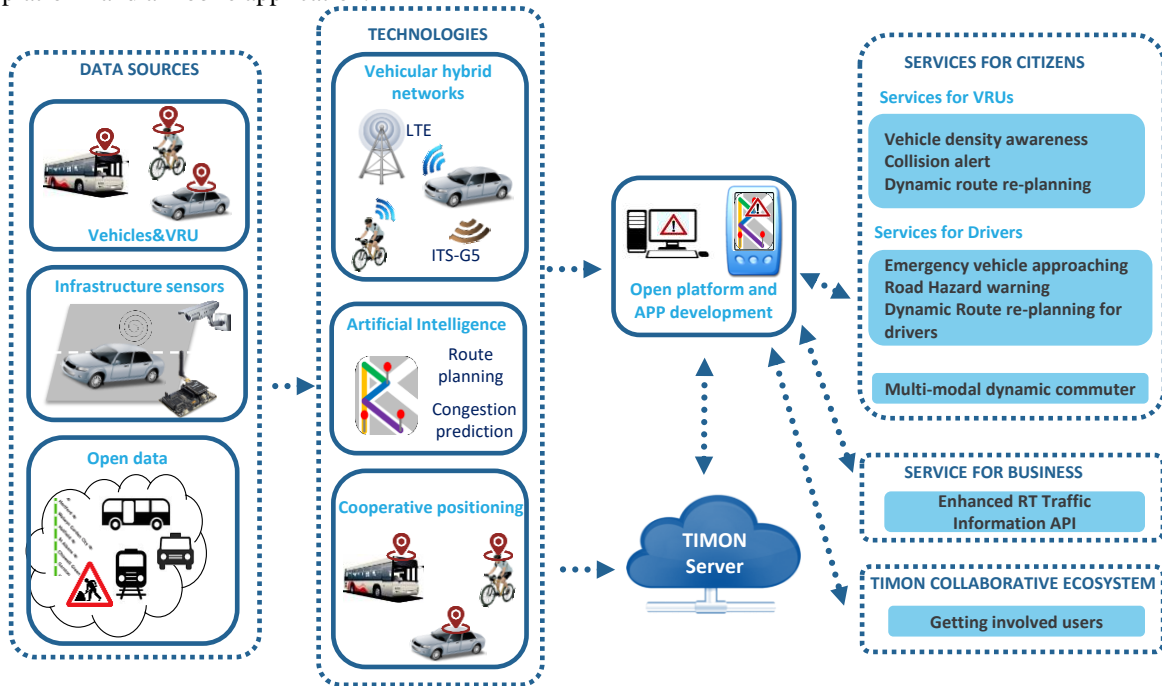 DATA SOURCES
Vehicles&VRU
Infrastructure sensors
Open data
TECHNOLOGIES
Vehicular hybrid
networks
LTE
ITS-G5
Artificial Intelligence
Route
planning
Congestion
prediction
Cooperative positioning
Open platform and
APP development
TIMON
Server
SERVICES FOR CITIZENS
Services for VRUs
Vehicle density awareness
Collision alert
Dynamic route re-planning
Services for Drivers
Emergency vehicle approaching
Road Hazard warning
Dynamic Route re-planning for
drivers
Multi-modal dynamic commuter
SERVICE FOR BUSINESS
Enhanced RT Traffic
Information API
TIMON COLLABORATIVE ECOSYSTEM
Getting involved users